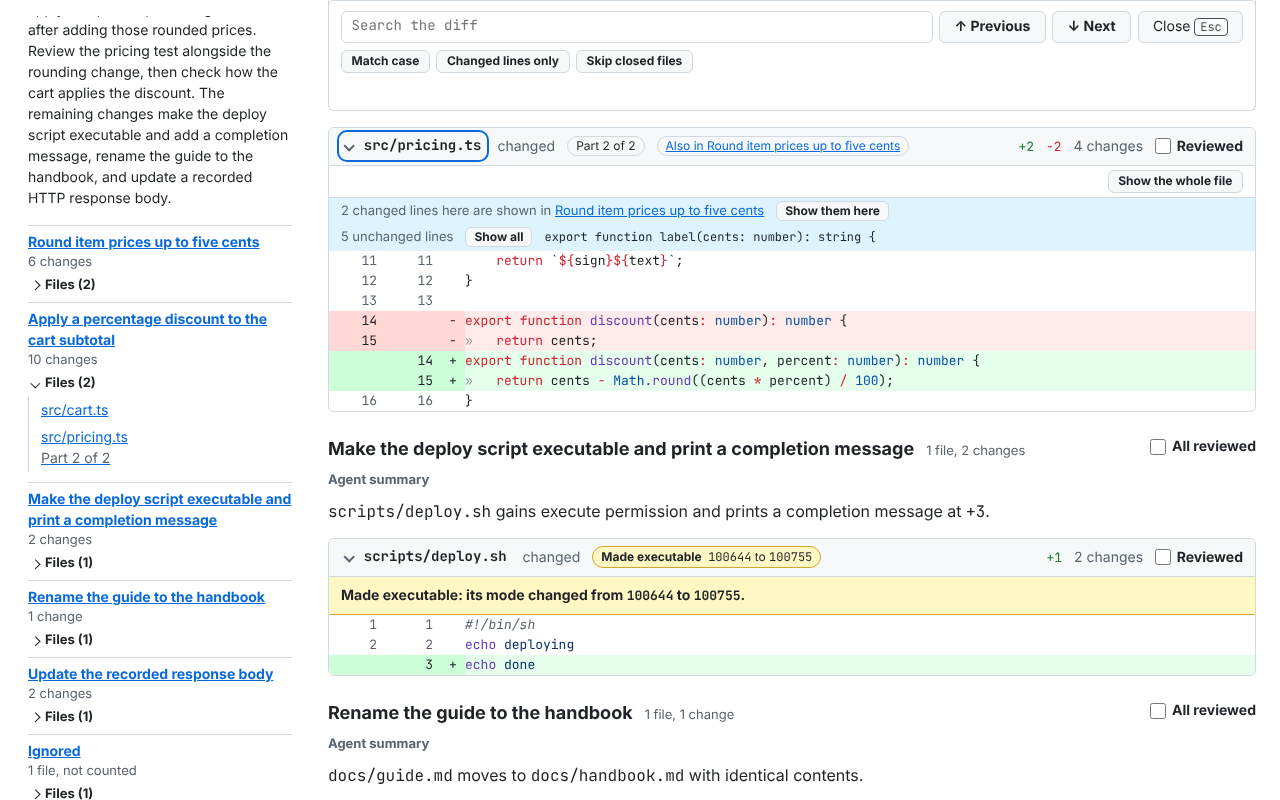 after adding those rounded prices.
Review the pricing test alongside the
rounding change, then check how the
cart applies the discount. The
remaining changes make the deploy
script executable and add a completion
message, rename the guide to the
handbook, and update a recorded
HTTP response body.
Round item prices up to five cents
6 changes
Files (2)
Apply a percentage discount to the
cart subtotal
10 changes
Files (2)
src/cart.ts
src/pricing.ts
Part 2 of 2
Make the deploy script executable and
print a completion message
2 changes
Files (1)
Rename the guide to the handbook
1 change
Files (1)
Update the recorded response body
2 changes
Files (1)
Ignored
1 file, not counted
Files (1)
Search the diff
↑ Previous
↓ Next
Close Esc
Match case
Changed lines only
Skip closed files
src/pricing.ts changed Part 2 of 2 Also in Round item prices up to five cents +2 -2 4 changes Reviewed
Show the whole file
2 changed lines here are shown in Round item prices up to five cents Show them here
5 unchanged lines Show all export function label(cents: number): string {
11 11 return `${sign}${text}`;
12 12 }
13 13
14 - export function discount(cents: number): number {
15 - » return cents;
14 + export function discount(cents: number, percent: number): number {
15 + » return cents - Math.round((cents * percent) / 100);
16 16 }
Make the deploy script executable and print a completion message 1 file, 2 changes All reviewed
Agent summary
scripts/deploy.sh gains execute permission and prints a completion message at +3.
scripts/deploy.sh changed Made executable 100644 to 100755 +1 2 changes Reviewed
Made executable: its mode changed from 100644 to 100755.
1 1 #!/bin/sh
2 2 echo deploying
3 + echo done
Rename the guide to the handbook 1 file, 1 change All reviewed
Agent summary
docs/guide.md moves to docs/handbook.md with identical contents.